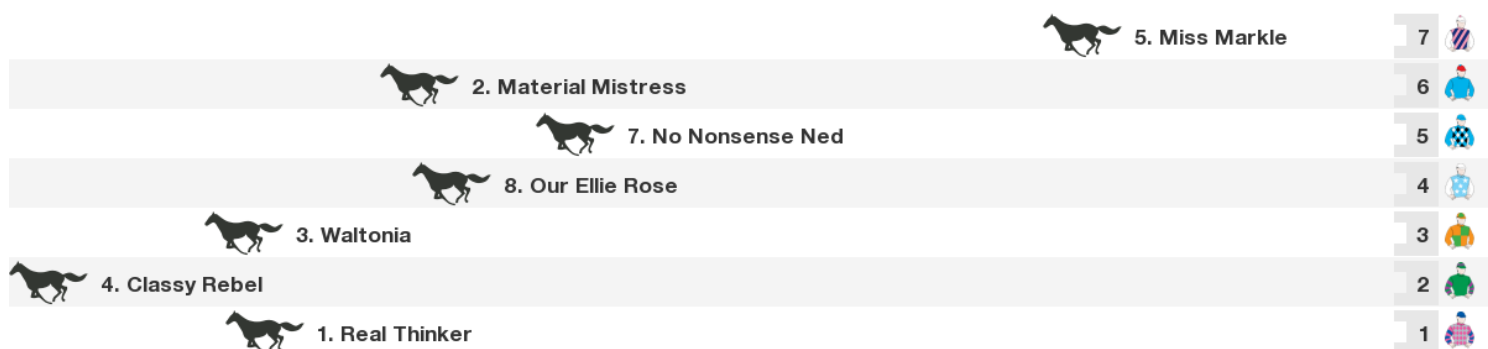 5. Miss Markle 7
2. Material Mistress 6
7. No Nonsense Ned 5
8. Our Ellie Rose 4
3. Waltonia 3
4. Classy Rebel 2
1. Real Thinker 1